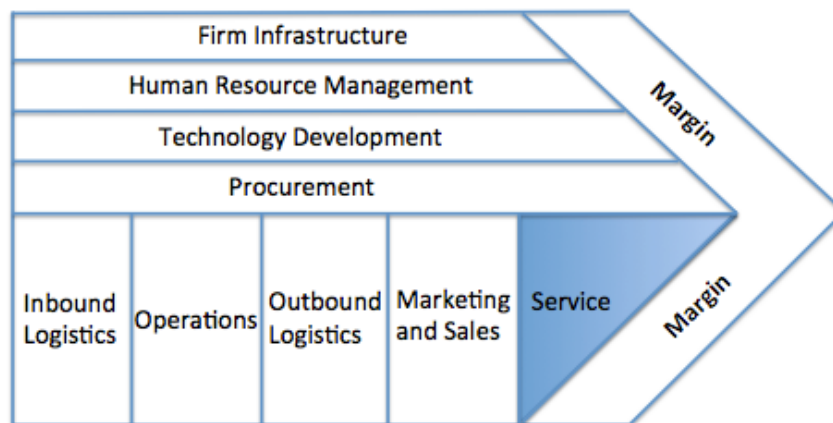 Firm Infrastructure
Human Resource Management
Technology Development
Procurement
Margin
Inbound
Logistics
Operations
Outbound
Logistics
Marketing
and Sales
Service
Margin